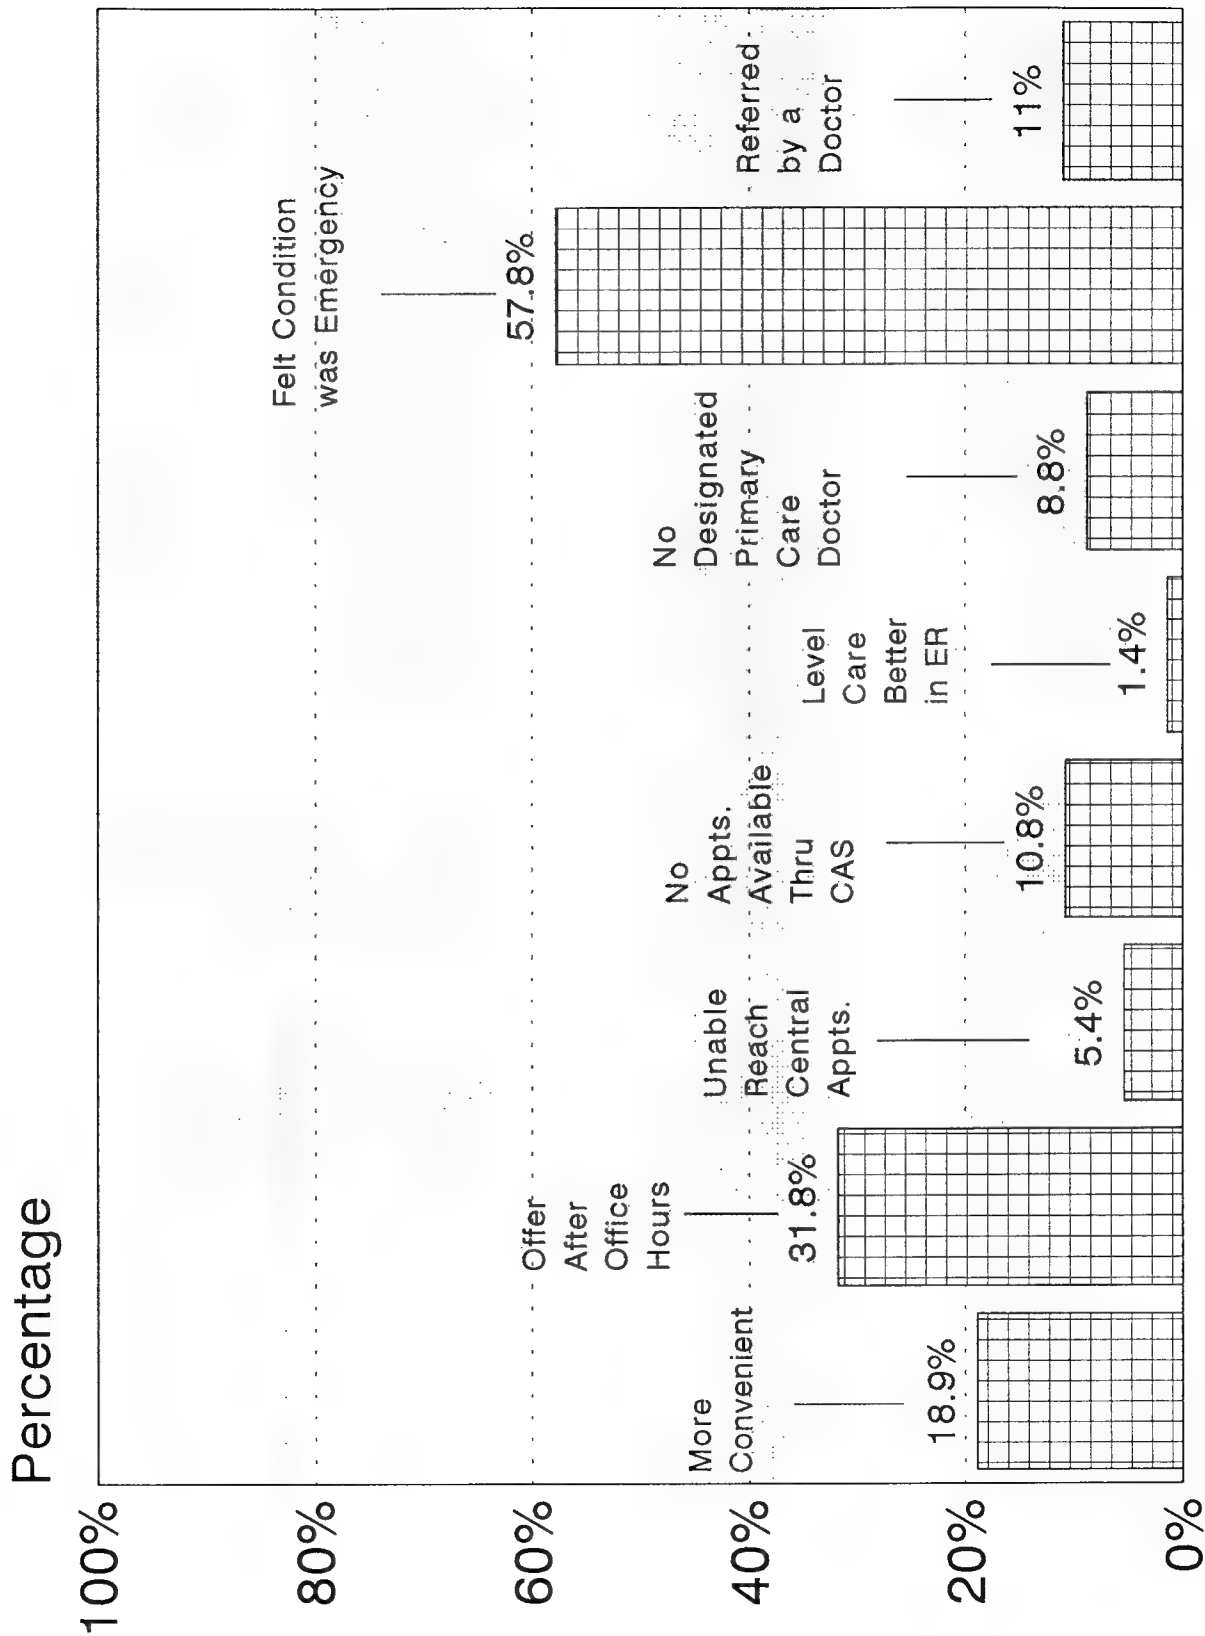 Percentage
100%
80%
60%
40%
20%
0%
More
Convenient
18.9%
Offer
After
Office
Hours
31.8%
Unable
Reach
Central
Appts.
5.4%
No
Appts.
Available
Thru
CAS
10.8%
Level
Care
Better
in ER
1.4%
No
Designated
Primary
Care
Doctor
8.8%
Felt Condition
was Emergency
57.8%
Referred
by a
Doctor
11%